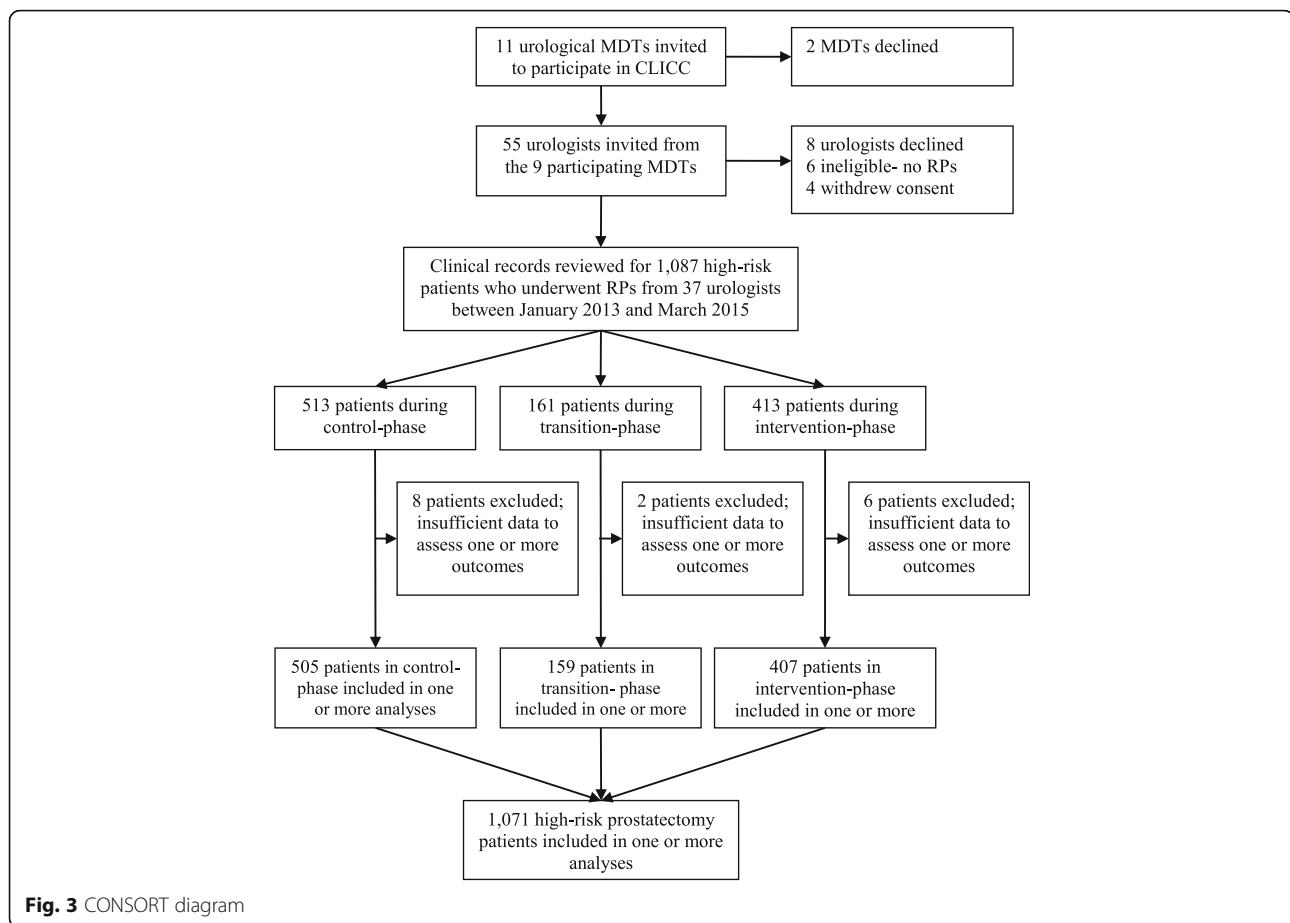 11 urological MDTs invited
to participate in CLICC
2 MDTs declined
55 urologists invited from
the 9 participating MDTs
8 urologists declined
6 ineligible- no RPs
4 withdrew consent
Clinical records reviewed for 1,087 high-risk
patients who underwent RPs from 37 urologists
between January 2013 and March 2015
513 patients during
control-phase
161 patients during
transition-phase
413 patients during
intervention-phase
8 patients excluded;
insufficient data to
assess one or more
outcomes
2 patients excluded;
insufficient data to
assess one or more
outcomes
6 patients excluded;
insufficient data to
assess one or more
outcomes
505 patients in control-
phase included in one
or more analyses
159 patients in
transition- phase
included in one or more
407 patients in
intervention-phase
included in one or more
1,071 high-risk prostatectomy
patients included in one or more
analyses
Fig. 3 CONSORT diagram